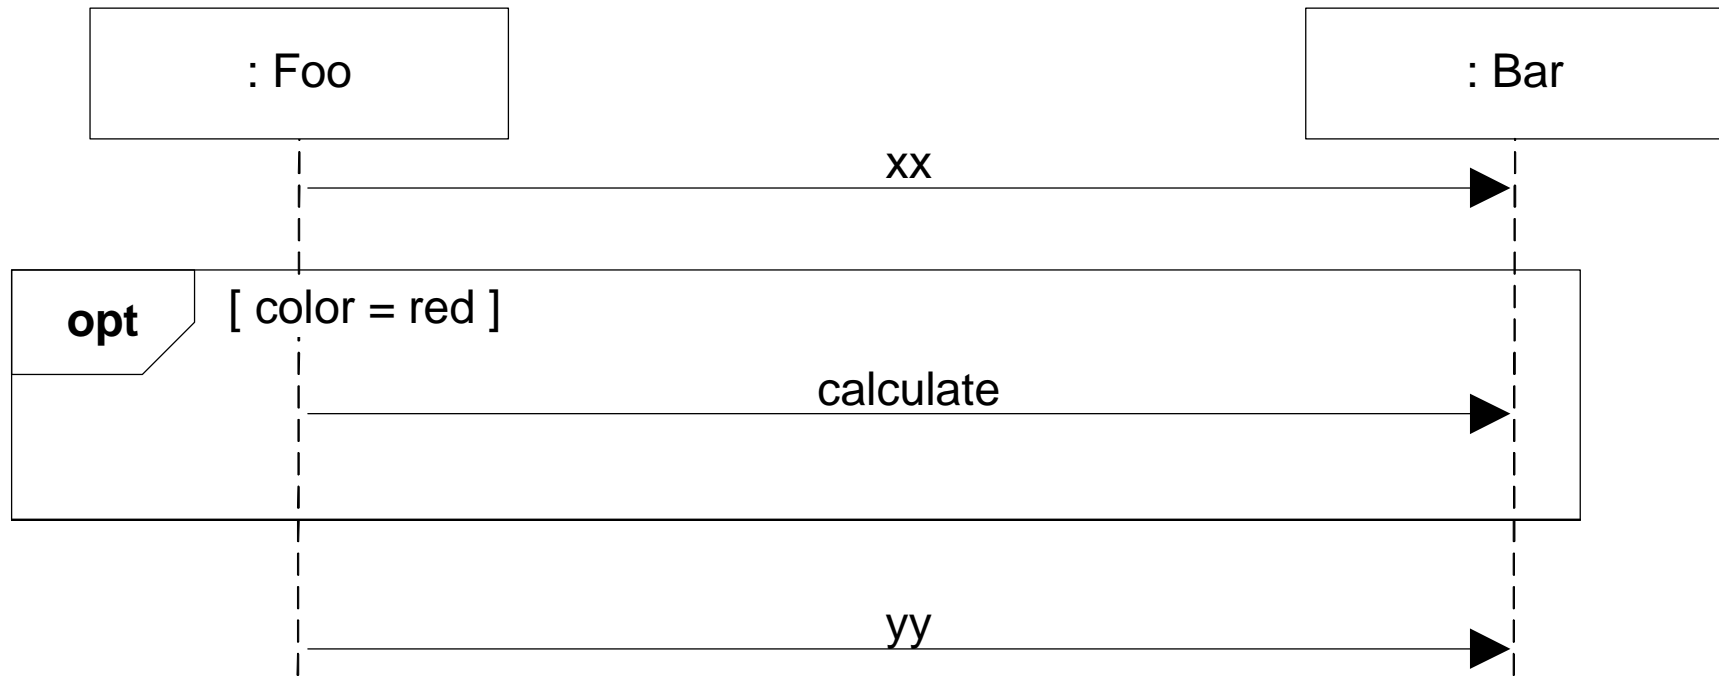 : Foo
: Bar
xx
opt
[ color = red ]
calculate
yy